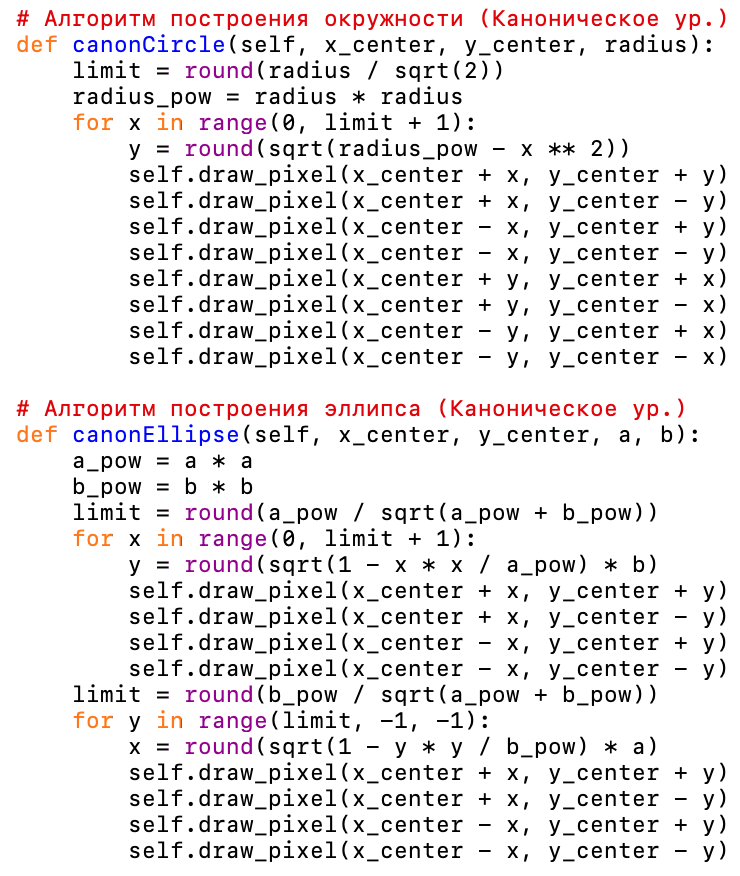 # Алгоритм построения окружности (Каноническое ур.)
def canonCircle(self, x_center, y_center, radius):
    limit = round(radius / sqrt(2))
    radius_pow = radius * radius
    for x in range(0, limit + 1):
        y = round(sqrt(radius_pow - x ** 2))
        self.draw_pixel(x_center + x, y_center + y)
        self.draw_pixel(x_center + x, y_center - y)
        self.draw_pixel(x_center - x, y_center + y)
        self.draw_pixel(x_center - x, y_center - y)
        self.draw_pixel(x_center + y, y_center + x)
        self.draw_pixel(x_center + y, y_center - x)
        self.draw_pixel(x_center - y, y_center + x)
        self.draw_pixel(x_center - y, y_center - x)

# Алгоритм построения эллипса (Каноническое ур.)
def canonEllipse(self, x_center, y_center, a, b):
    a_pow = a * a
    b_pow = b * b
    limit = round(a_pow / sqrt(a_pow + b_pow))
    for x in range(0, limit + 1):
        y = round(sqrt(1 - x * x / a_pow) * b)
        self.draw_pixel(x_center + x, y_center + y)
        self.draw_pixel(x_center + x, y_center - y)
        self.draw_pixel(x_center - x, y_center + y)
        self.draw_pixel(x_center - x, y_center - y)
    limit = round(b_pow / sqrt(a_pow + b_pow))
    for y in range(limit, -1, -1):
        x = round(sqrt(1 - y * y / b_pow) * a)
        self.draw_pixel(x_center + x, y_center + y)
        self.draw_pixel(x_center + x, y_center - y)
        self.draw_pixel(x_center - x, y_center + y)
        self.draw_pixel(x_center - x, y_center - y)